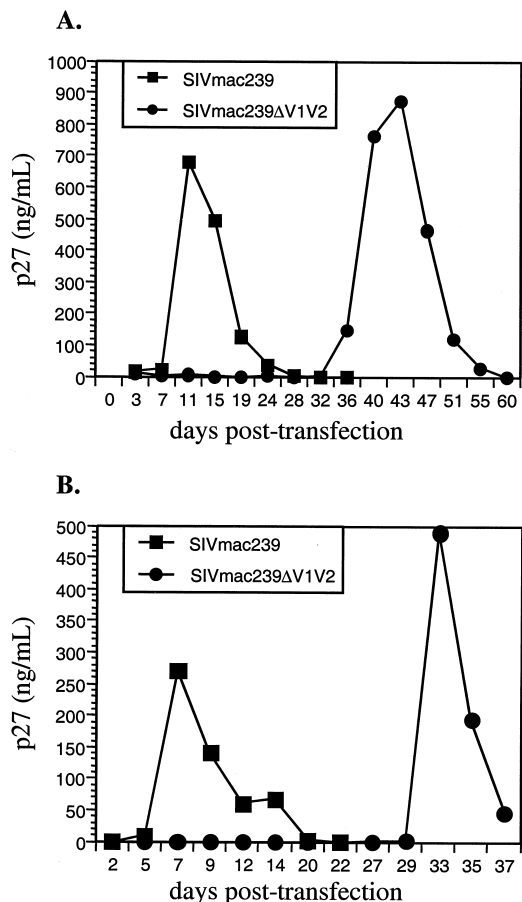 A.
1000
900
800
700
600
500
400
300
200
100
0
p27 (ng/mL)
SIVmac239
SIVmac239ΔV1V2
0 3 7 11 15 19 24 28 32 36 40 43 47 51 55 60
days post-transfection
B.
500
450
400
350
300
250
200
150
100
50
0
p27 (ng/mL)
SIVmac239
SIVmac239ΔV1V2
2 5 7 9 12 14 20 22 27 29 33 35 37
days post-transfection